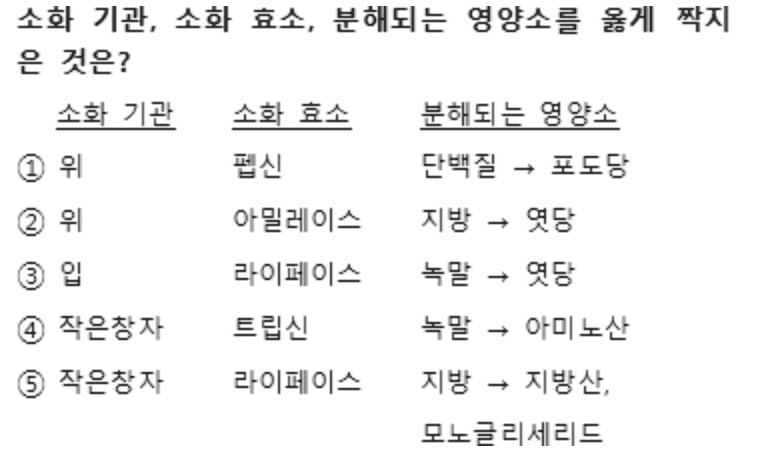 소화 기관, 소화 효소, 분해되는 영양소를 옳게 짝지
은 것은?
소화 기관 소화 효소 분해되는 영양소
① 위 펩신 단백질 → 포도당
② 위 아밀레이스 지방 → 엿당
③ 입 라이페이스 녹말 → 엿당
④ 작은창자 트립신 녹말 → 아미노산
⑤ 작은창자 라이페이스 지방 → 지방산,
모노글리세리드